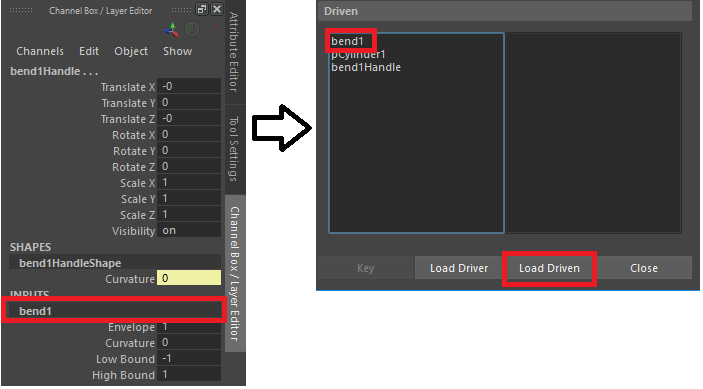 Channel Box / Layer Editor
Channels Edit Object Show
bend1Handle . . .
Translate X -0
Translate Y 0
Translate Z -0
Rotate X 0
Rotate Y 0
Rotate Z 0
Scale X 1
Scale Y 1
Scale Z 1
Visibility on
SHAPES
bend1HandleShape
Curvature 0
INPUTS
bend1
Envelope 1
Curvature 0
Low Bound -1
High Bound 1
Attribute Editor
Tool Settings
Channel Box / Layer Editor
Driven
bend1
pCylinder1
bend1Handle
Key Load Driver Load Driven Close